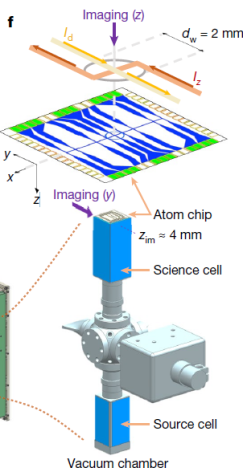 f
Imaging (z)
I_d
d_w = 2 mm
I_z
y
x
z
Imaging (y)
Atom chip
z_im ≈ 4 mm
Science cell
Source cell
Vacuum chamber